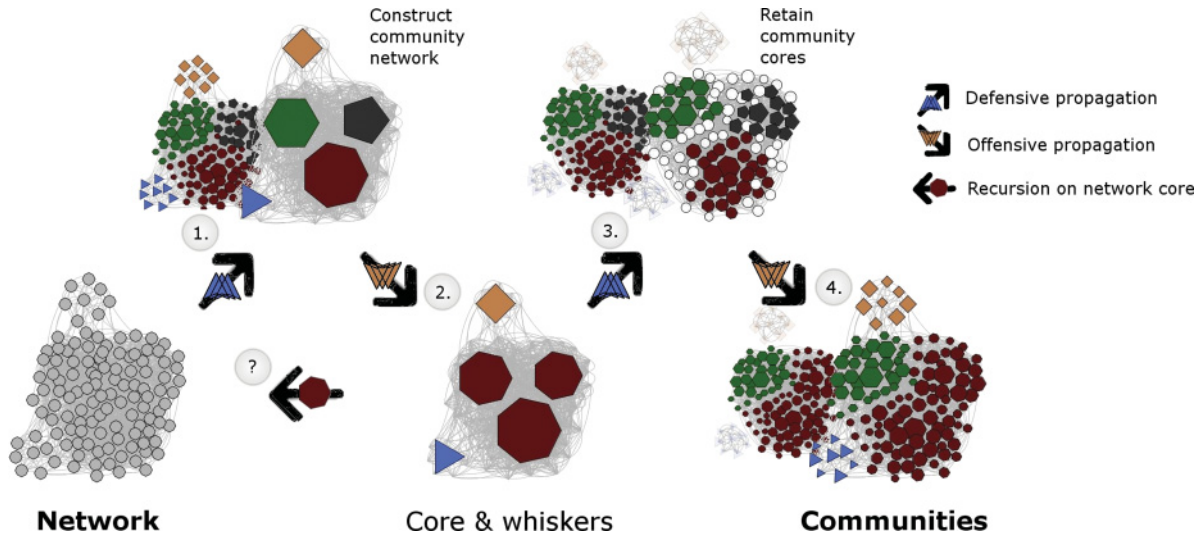 Construct
community
network
Retain
community
cores
Defensive propagation
Offensive propagation
Recursion on network core
1.
3.
2.
4.
?
Network
Core & whiskers
Communities